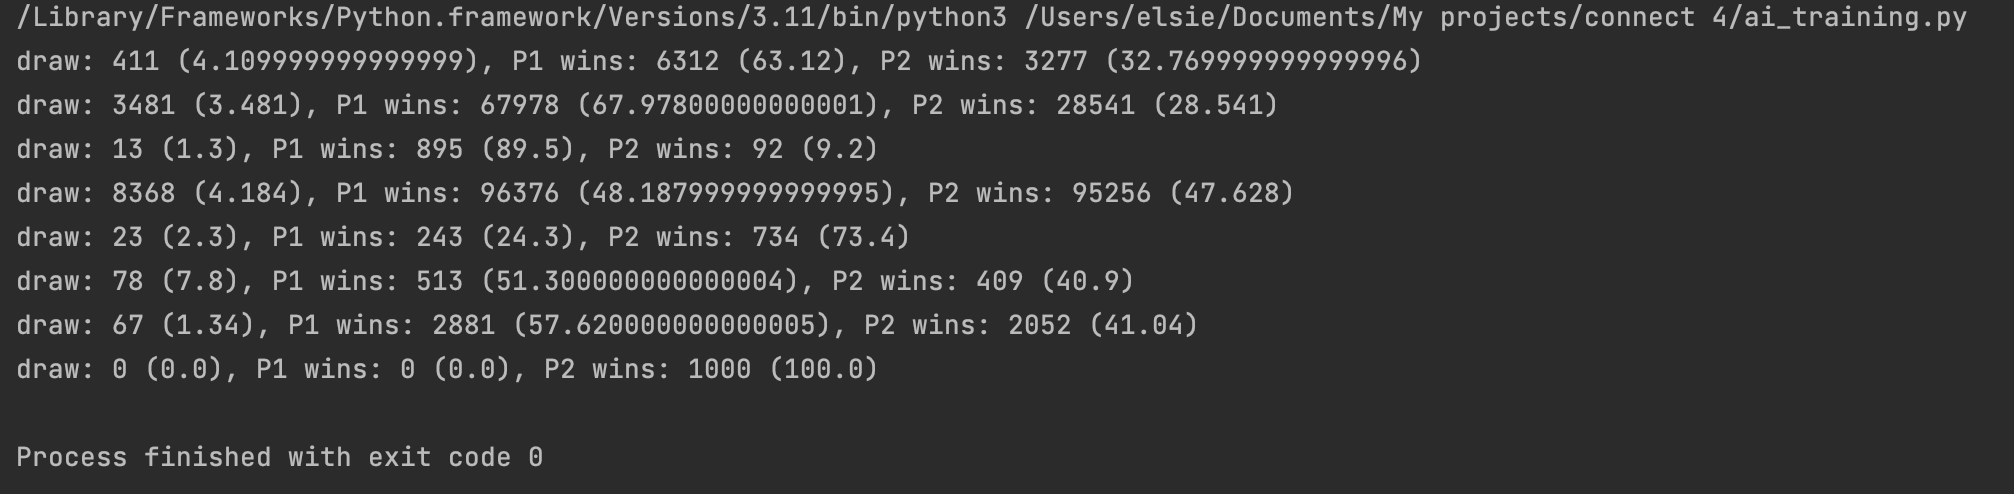 /Library/Frameworks/Python.framework/Versions/3.11/bin/python3 /Users/elsie/Documents/My projects/connect 4/ai_training.py
draw: 411 (4.109999999999999), P1 wins: 6312 (63.12), P2 wins: 3277 (32.769999999999996)
draw: 3481 (3.481), P1 wins: 67978 (67.97800000000001), P2 wins: 28541 (28.541)
draw: 13 (1.3), P1 wins: 895 (89.5), P2 wins: 92 (9.2)
draw: 8368 (4.184), P1 wins: 96376 (48.187999999999995), P2 wins: 95256 (47.628)
draw: 23 (2.3), P1 wins: 243 (24.3), P2 wins: 734 (73.4)
draw: 78 (7.8), P1 wins: 513 (51.300000000000004), P2 wins: 409 (40.9)
draw: 67 (1.34), P1 wins: 2881 (57.620000000000005), P2 wins: 2052 (41.04)
draw: 0 (0.0), P1 wins: 0 (0.0), P2 wins: 1000 (100.0)
Process finished with exit code 0